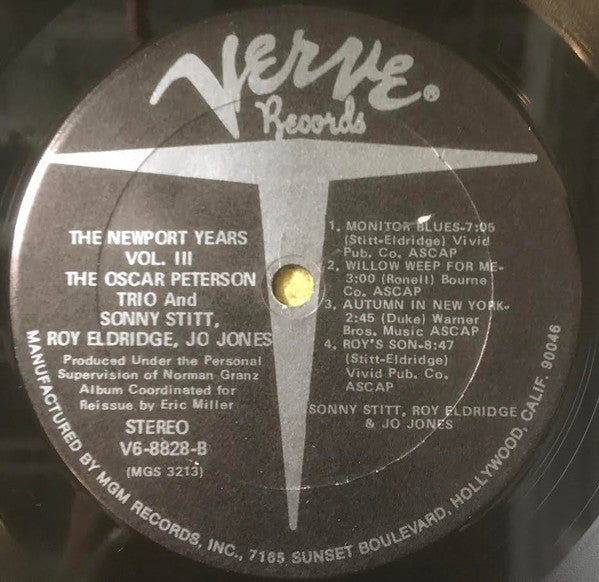 VERVE®
Records
THE NEWPORT YEARS
VOL. III
THE OSCAR PETERSON
TRIO And
SONNY STITT,
ROY ELDRIDGE, JO JONES
Produced Under the Personal
Supervision of Norman Granz
Album Coordinated for
Reissue by Eric Miller
STEREO
V6-8828-B
(MGS 3213)
1. MONITOR BLUES-7:05
(Stitt-Eldridge) Vivid
Pub. Co. ASCAP
2. WILLOW WEEP FOR ME-
3:00 (Ronell) Bourne
Co. ASCAP
3. AUTUMN IN NEW YORK-
2:45 (Duke) Warner
Bros. Music ASCAP
4. ROY'S SON-8:47
(Stitt-Eldridge)
Vivid Pub. Co.
ASCAP
SONNY STITT, ROY ELDRIDGE
& JO JONES
MANUFACTURED BY MGM RECORDS, INC., 7165 SUNSET BOULEVARD, HOLLYWOOD, CALIF. 90046